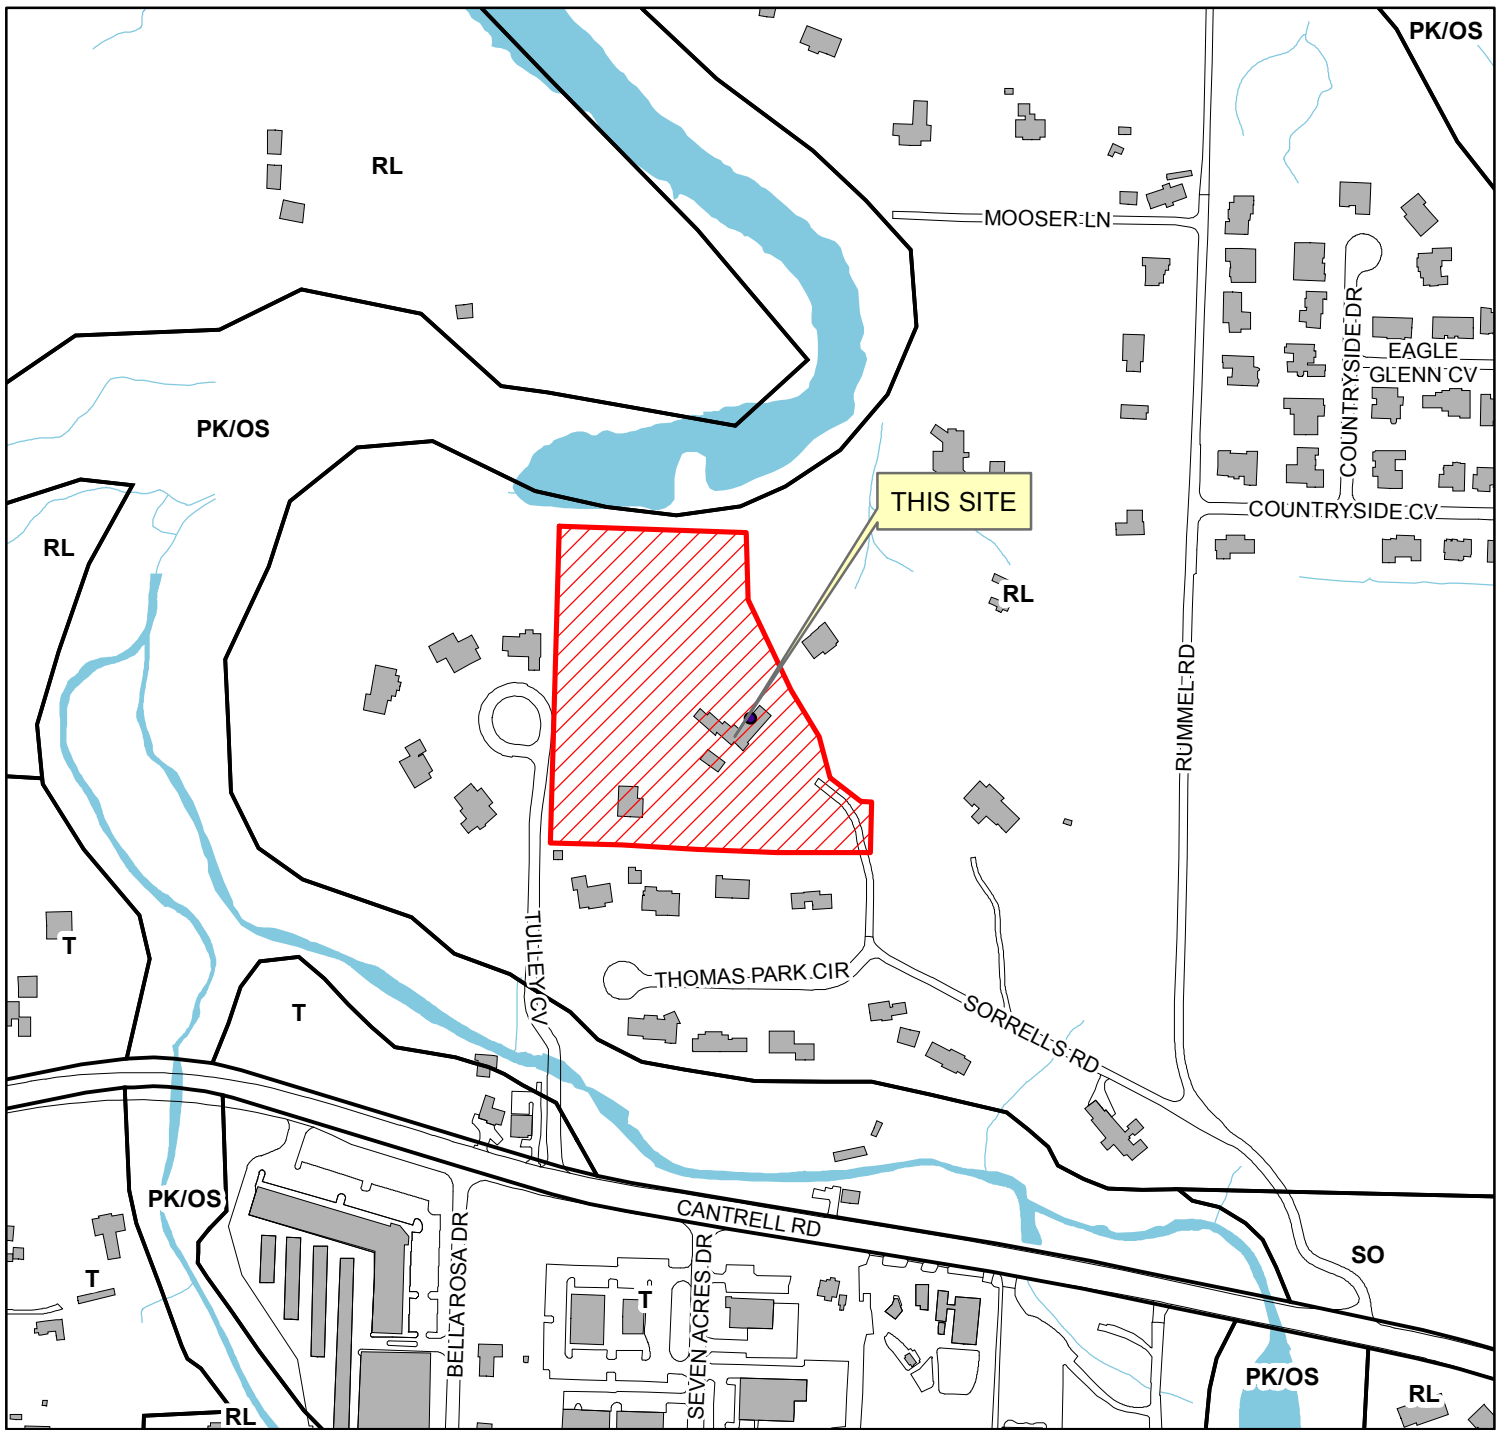 PK/OS
RL
MOOSER LN
COUNTRYSIDE DR
EAGLE
GLENN CV
PK/OS
THIS SITE
COUNTRYSIDE CV
RL
RL
RUMMEL RD
T
TULLEY CV
THOMAS PARK CIR
T
SORRELLS RD
PK/OS
CANTRELL RD
BELLA ROSA DR
SEVEN ACRES DR
SO
T
T
PK/OS
RL
RL